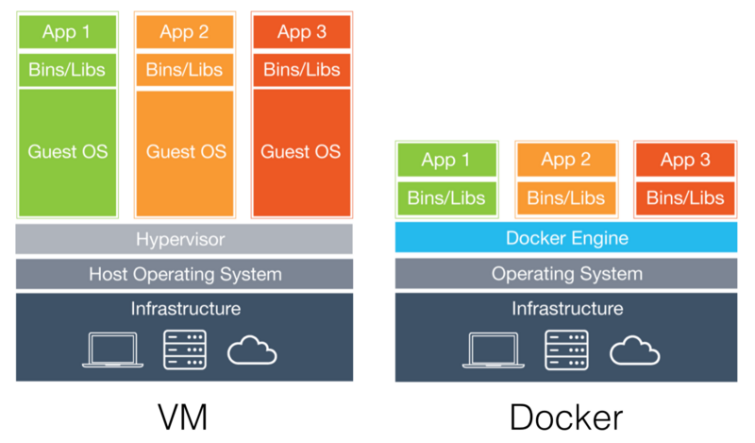 App 1
Bins/Libs
Guest OS
App 2
Bins/Libs
Guest OS
App 3
Bins/Libs
Guest OS
Hypervisor
Host Operating System
Infrastructure
VM
App 1
Bins/Libs
App 2
Bins/Libs
App 3
Bins/Libs
Docker Engine
Operating System
Infrastructure
Docker